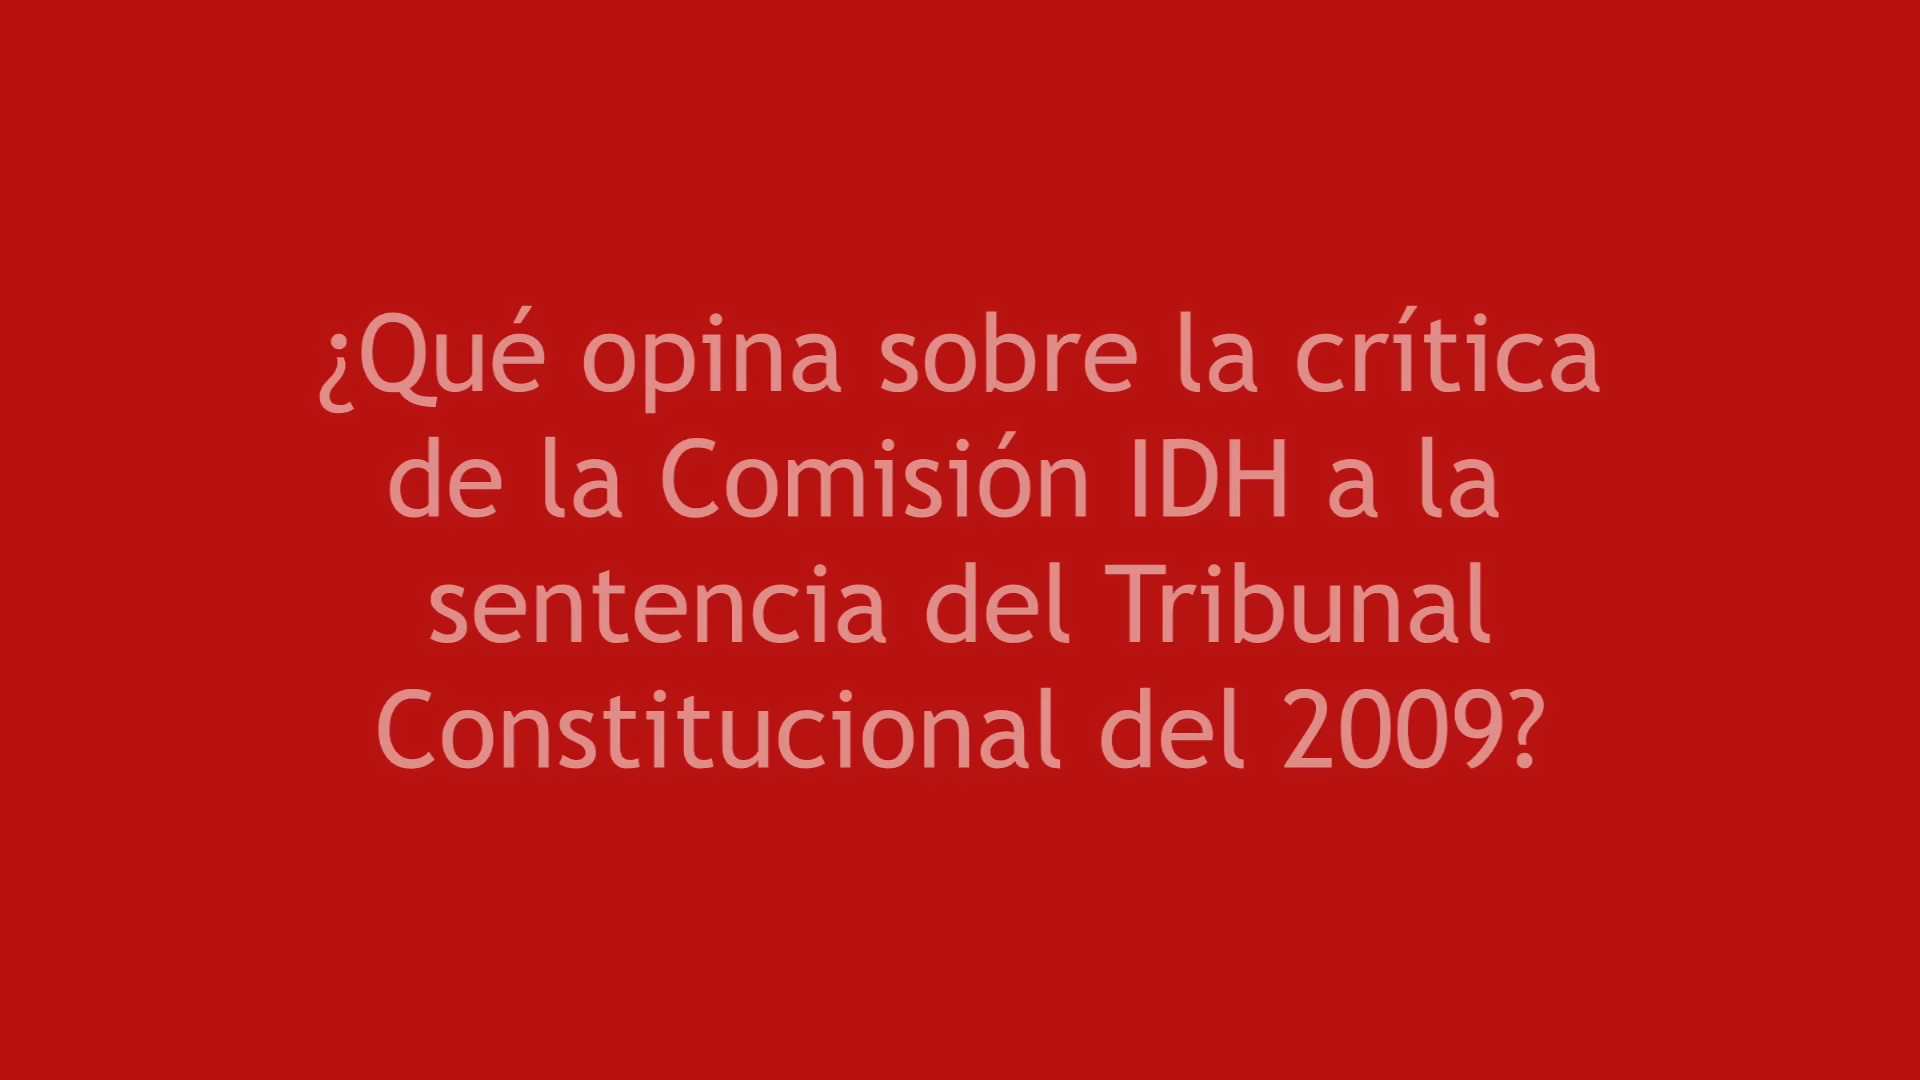 ¿Qué opina sobre la crítica
de la Comisión IDH a la
sentencia del Tribunal
Constitucional del 2009?